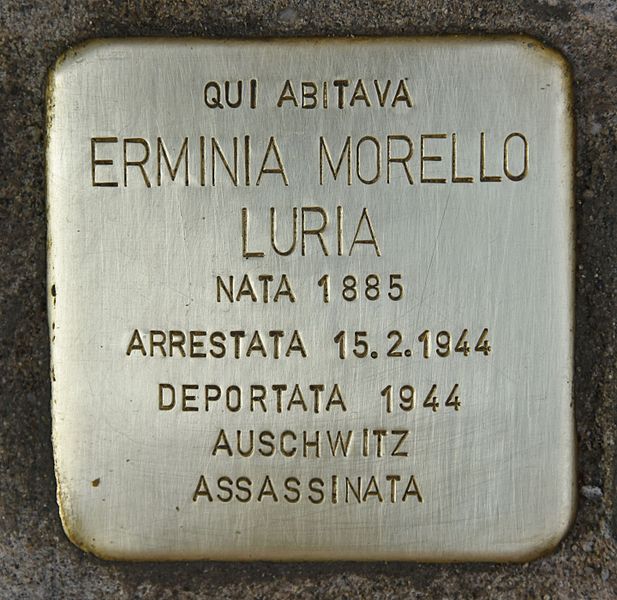 QUI ABITAVA
ERMINIA MORELLO
LURIA
NATA 1885
ARRESTATA 15.2.1944
DEPORTATA 1944
AUSCHWITZ
ASSASSINATA